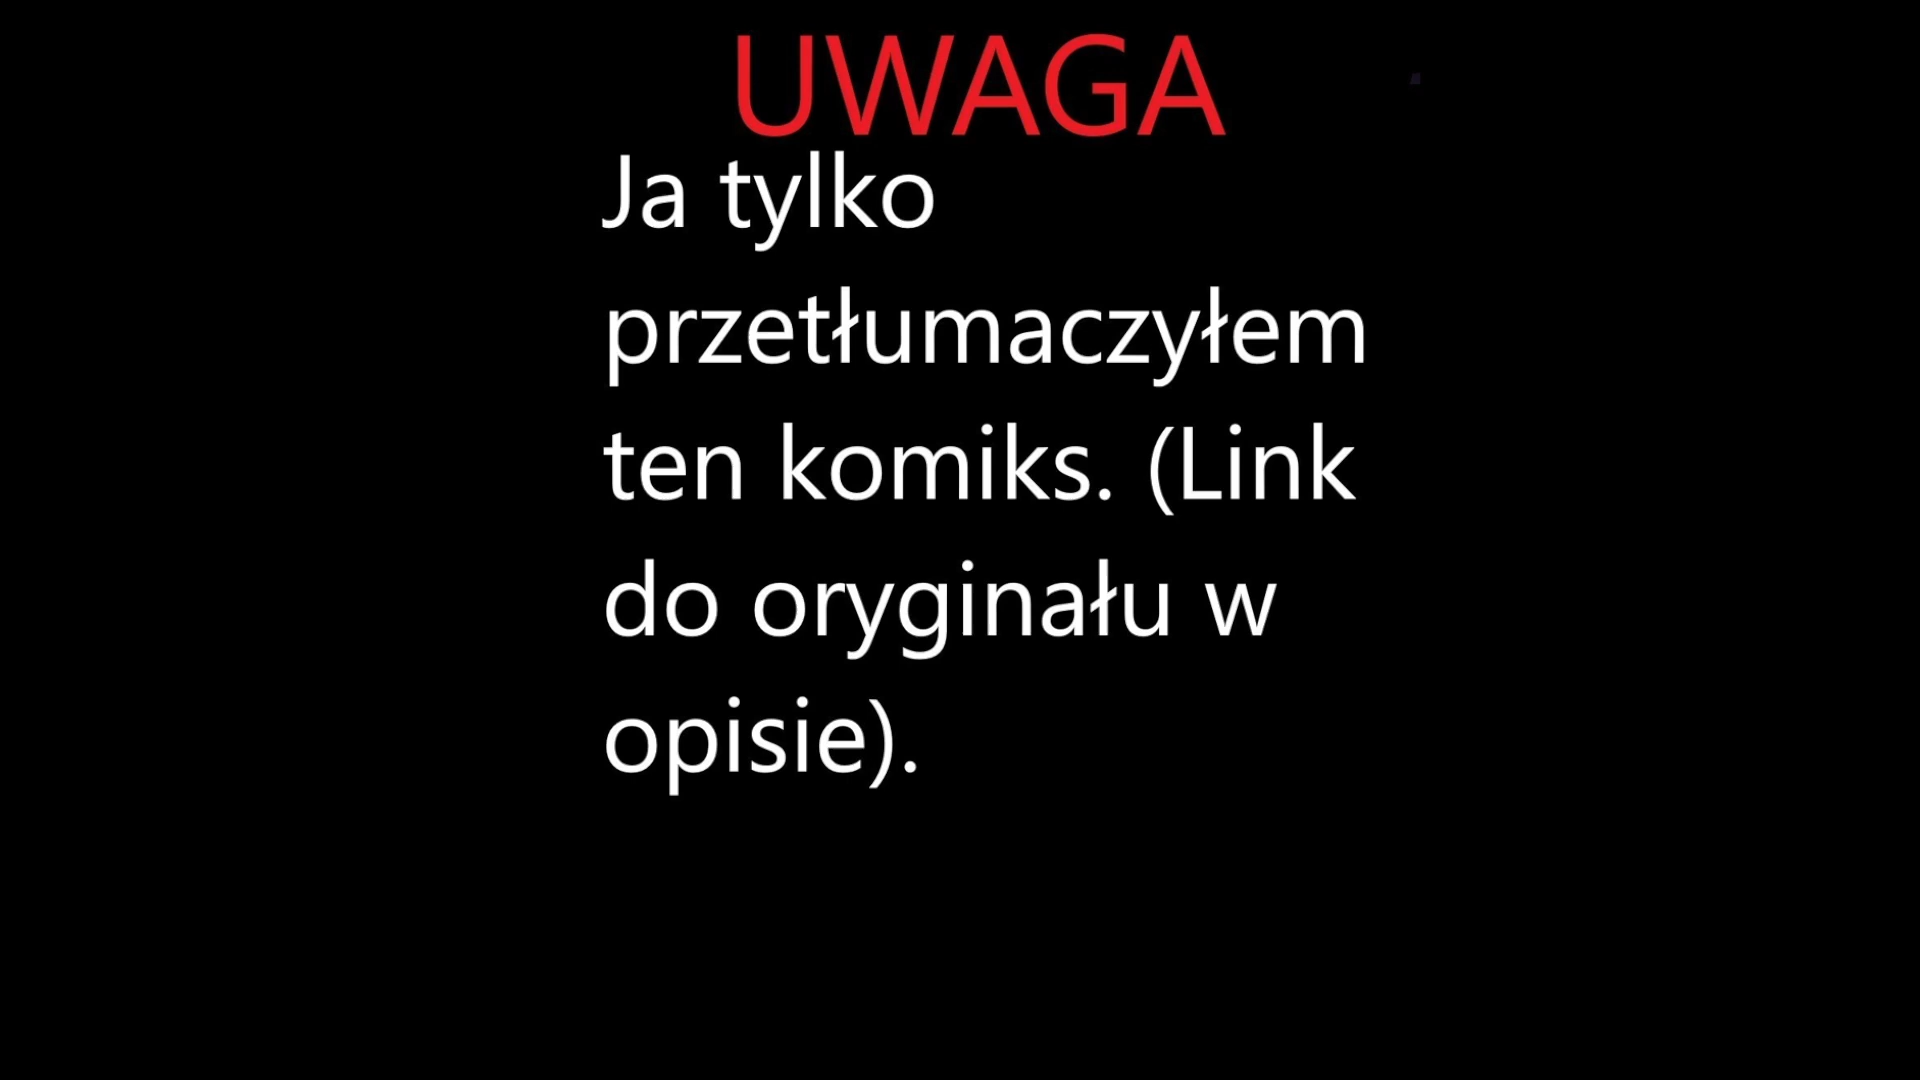 UWAGA
Ja tylko
przetłumaczyłem
ten komiks. (Link
do oryginału w
opisie).